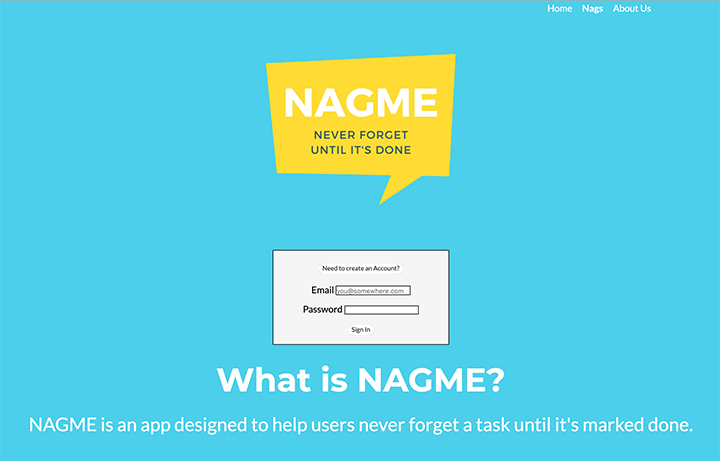 Home Nags About Us
NAGME
NEVER FORGET
UNTIL IT'S DONE
Need to create an Account?
Email you@somewhere.com
Password
Sign In
What is NAGME?
NAGME is an app designed to help users never forget a task until it's marked done.